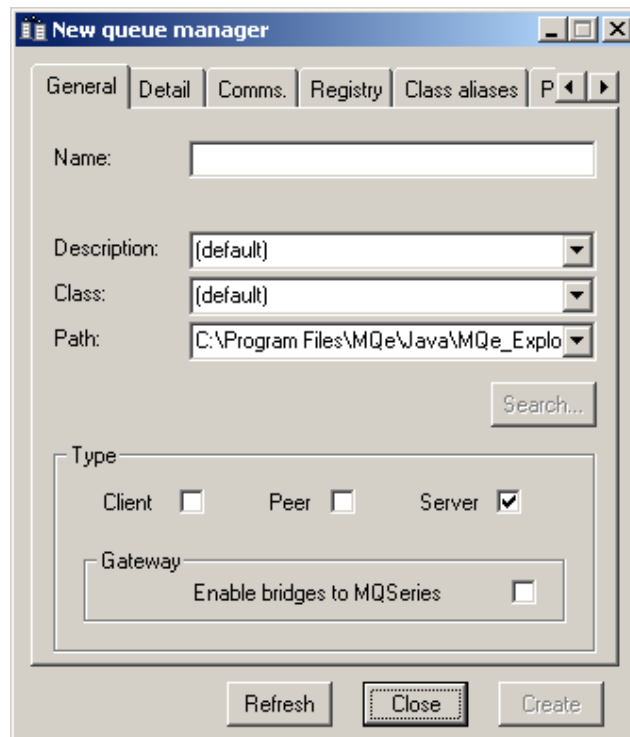 New queue manager
General Detail Comms. Registry Class aliases P
Name:
Description: (default)
Class: (default)
Path: C:\Program Files\MQe\Java\MQe_Explo
Search...
Type
Client Peer Server
Gateway
Enable bridges to MQSeries
Refresh Close Create